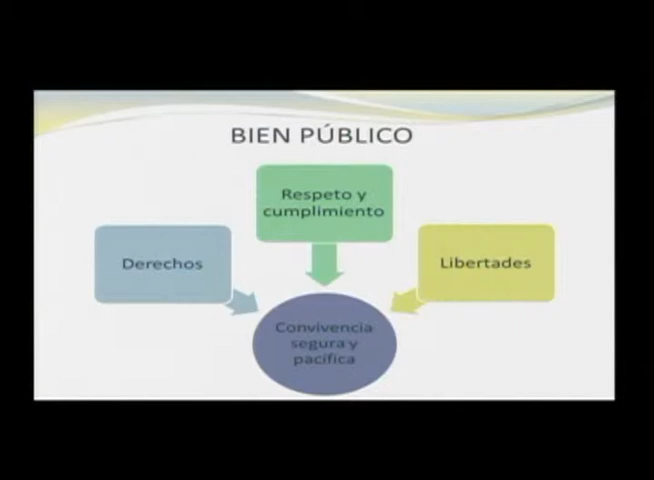 BIEN PÚBLICO
Respeto y
cumplimiento
Derechos
Libertades
Convivencia
segura y
pacífica